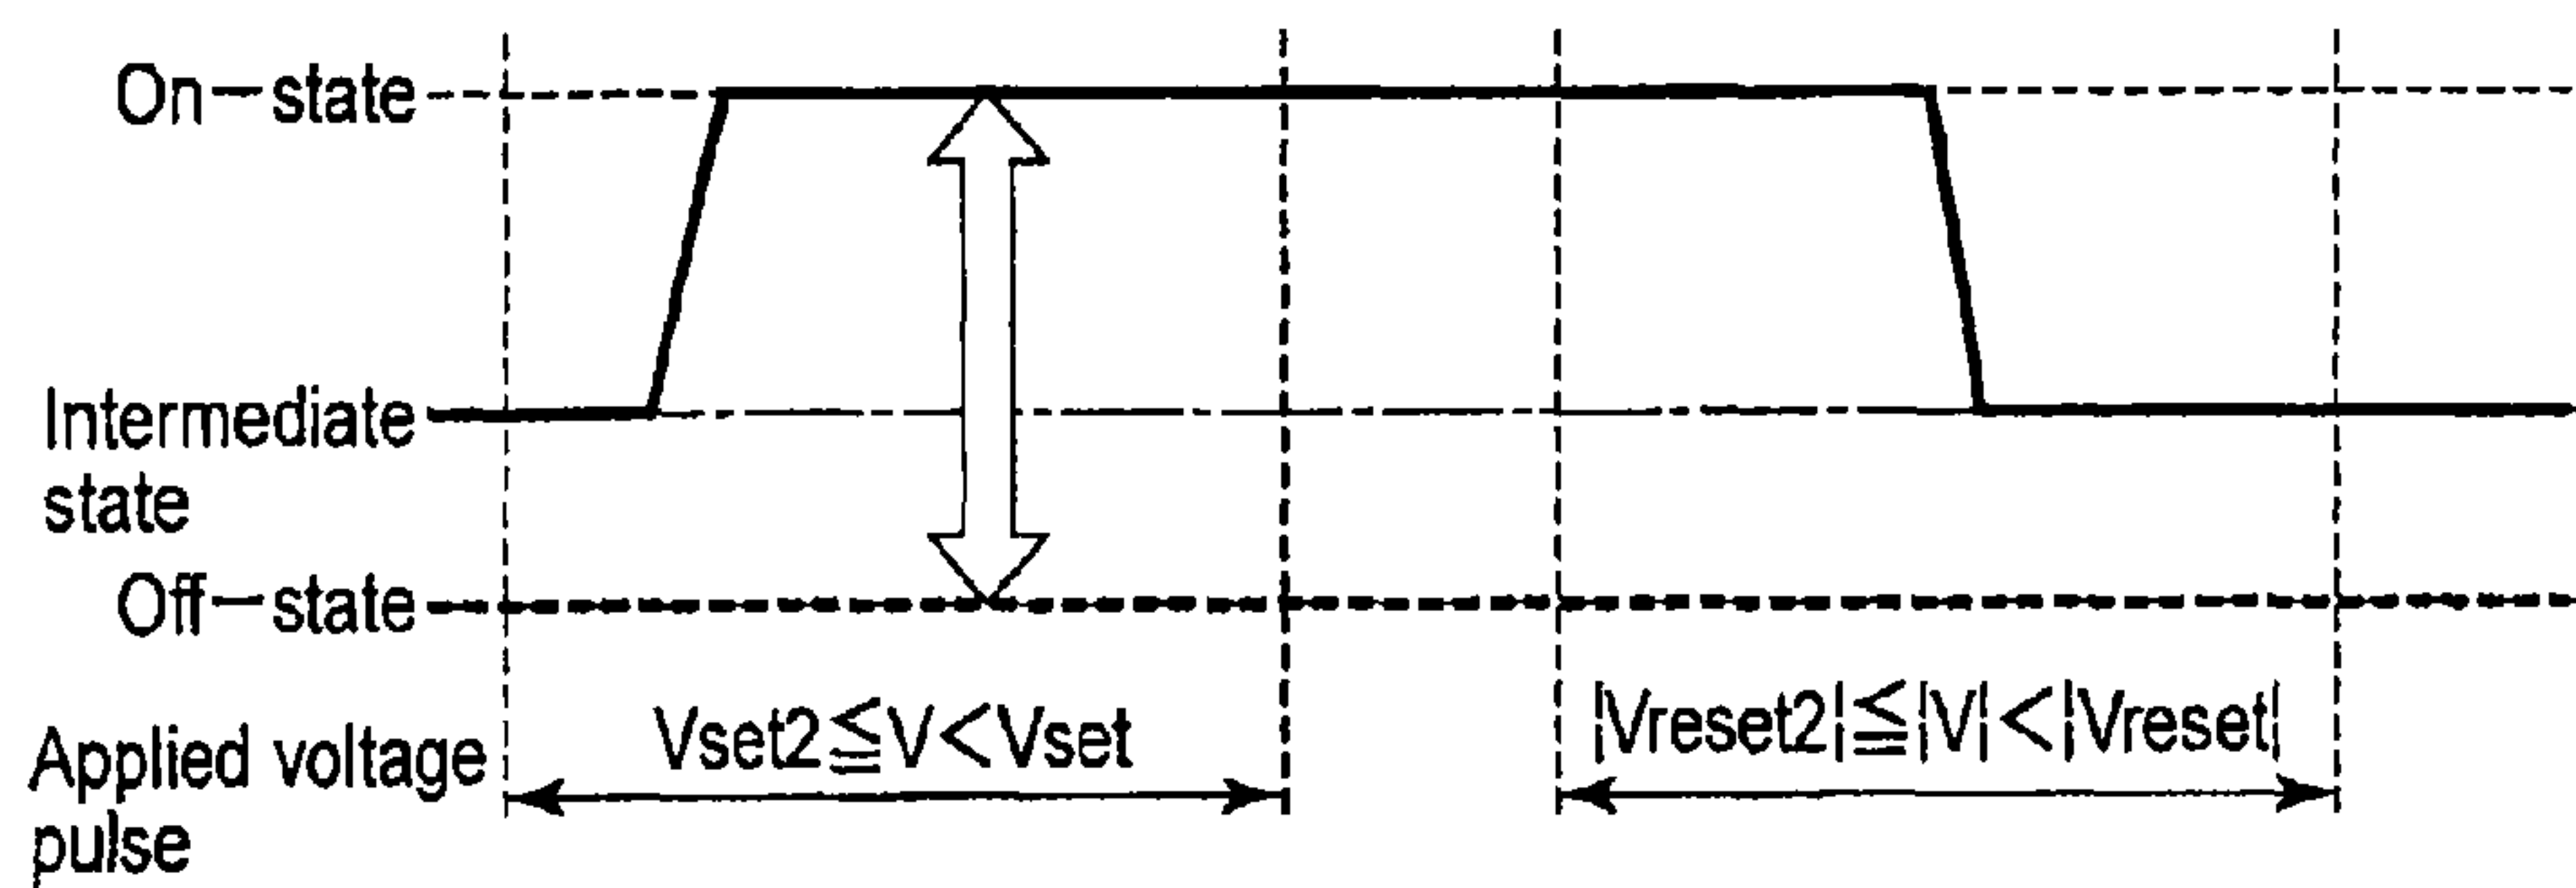 On—state
Intermediate
state
Off—state
Applied voltage
pulse
Vset2≦V<Vset
|Vreset2|≦|V|<|Vreset|